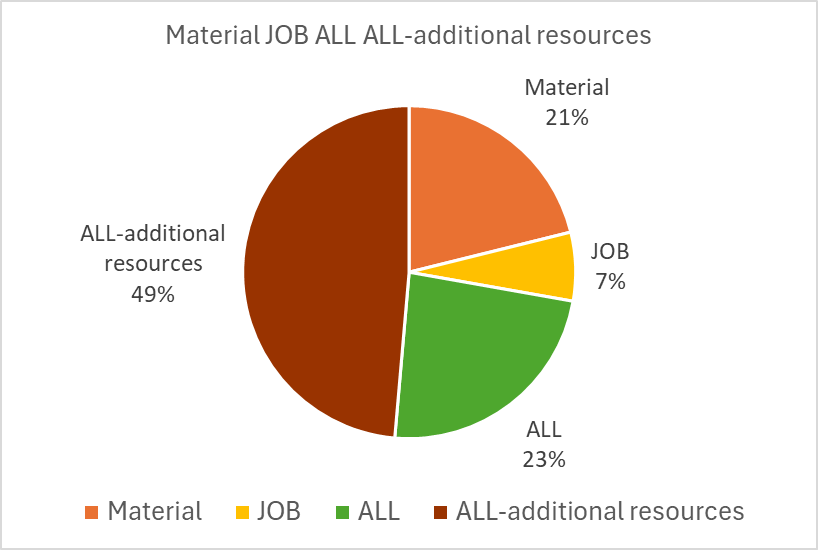 Material JOB ALL ALL-additional resources
Material
21%
JOB
7%
ALL-additional
resources
49%
ALL
23%
Material JOB ALL ALL-additional resources